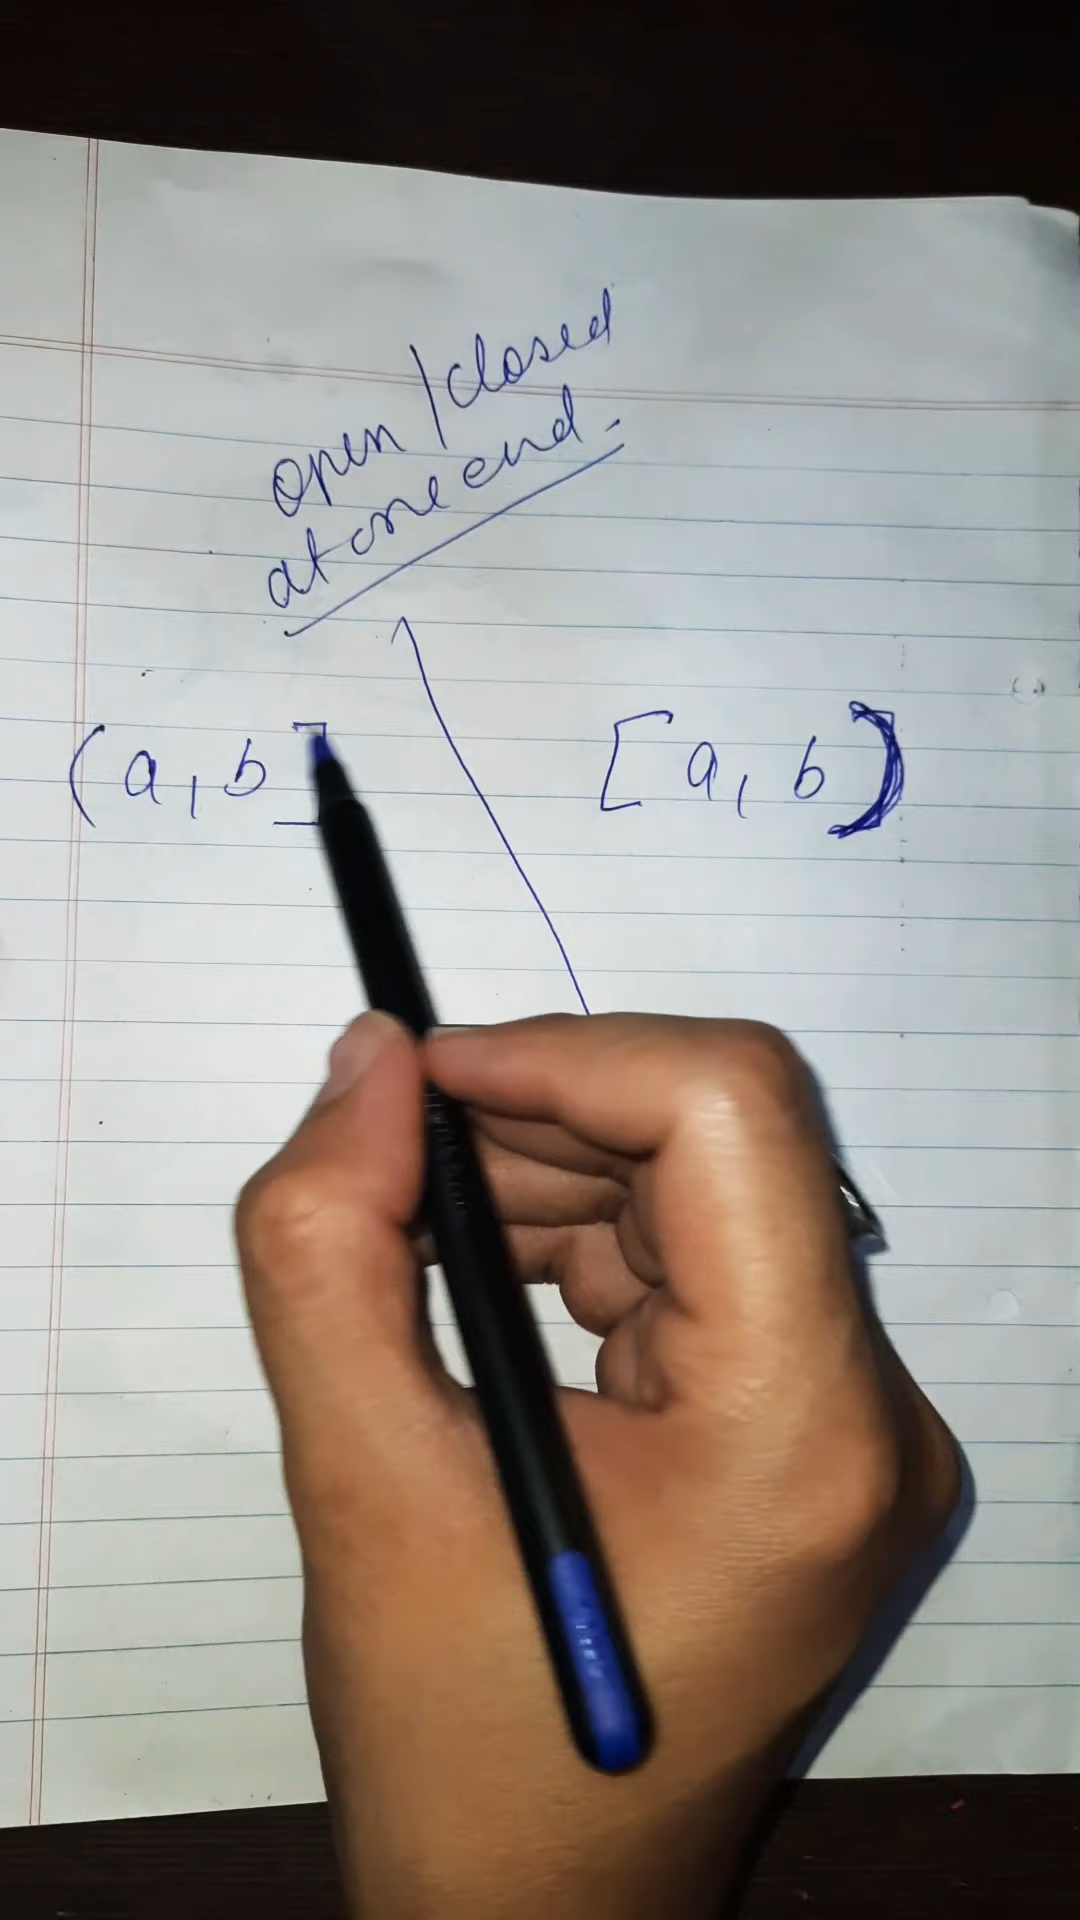 open/closed
at one end.
(a, b]
[a, b)